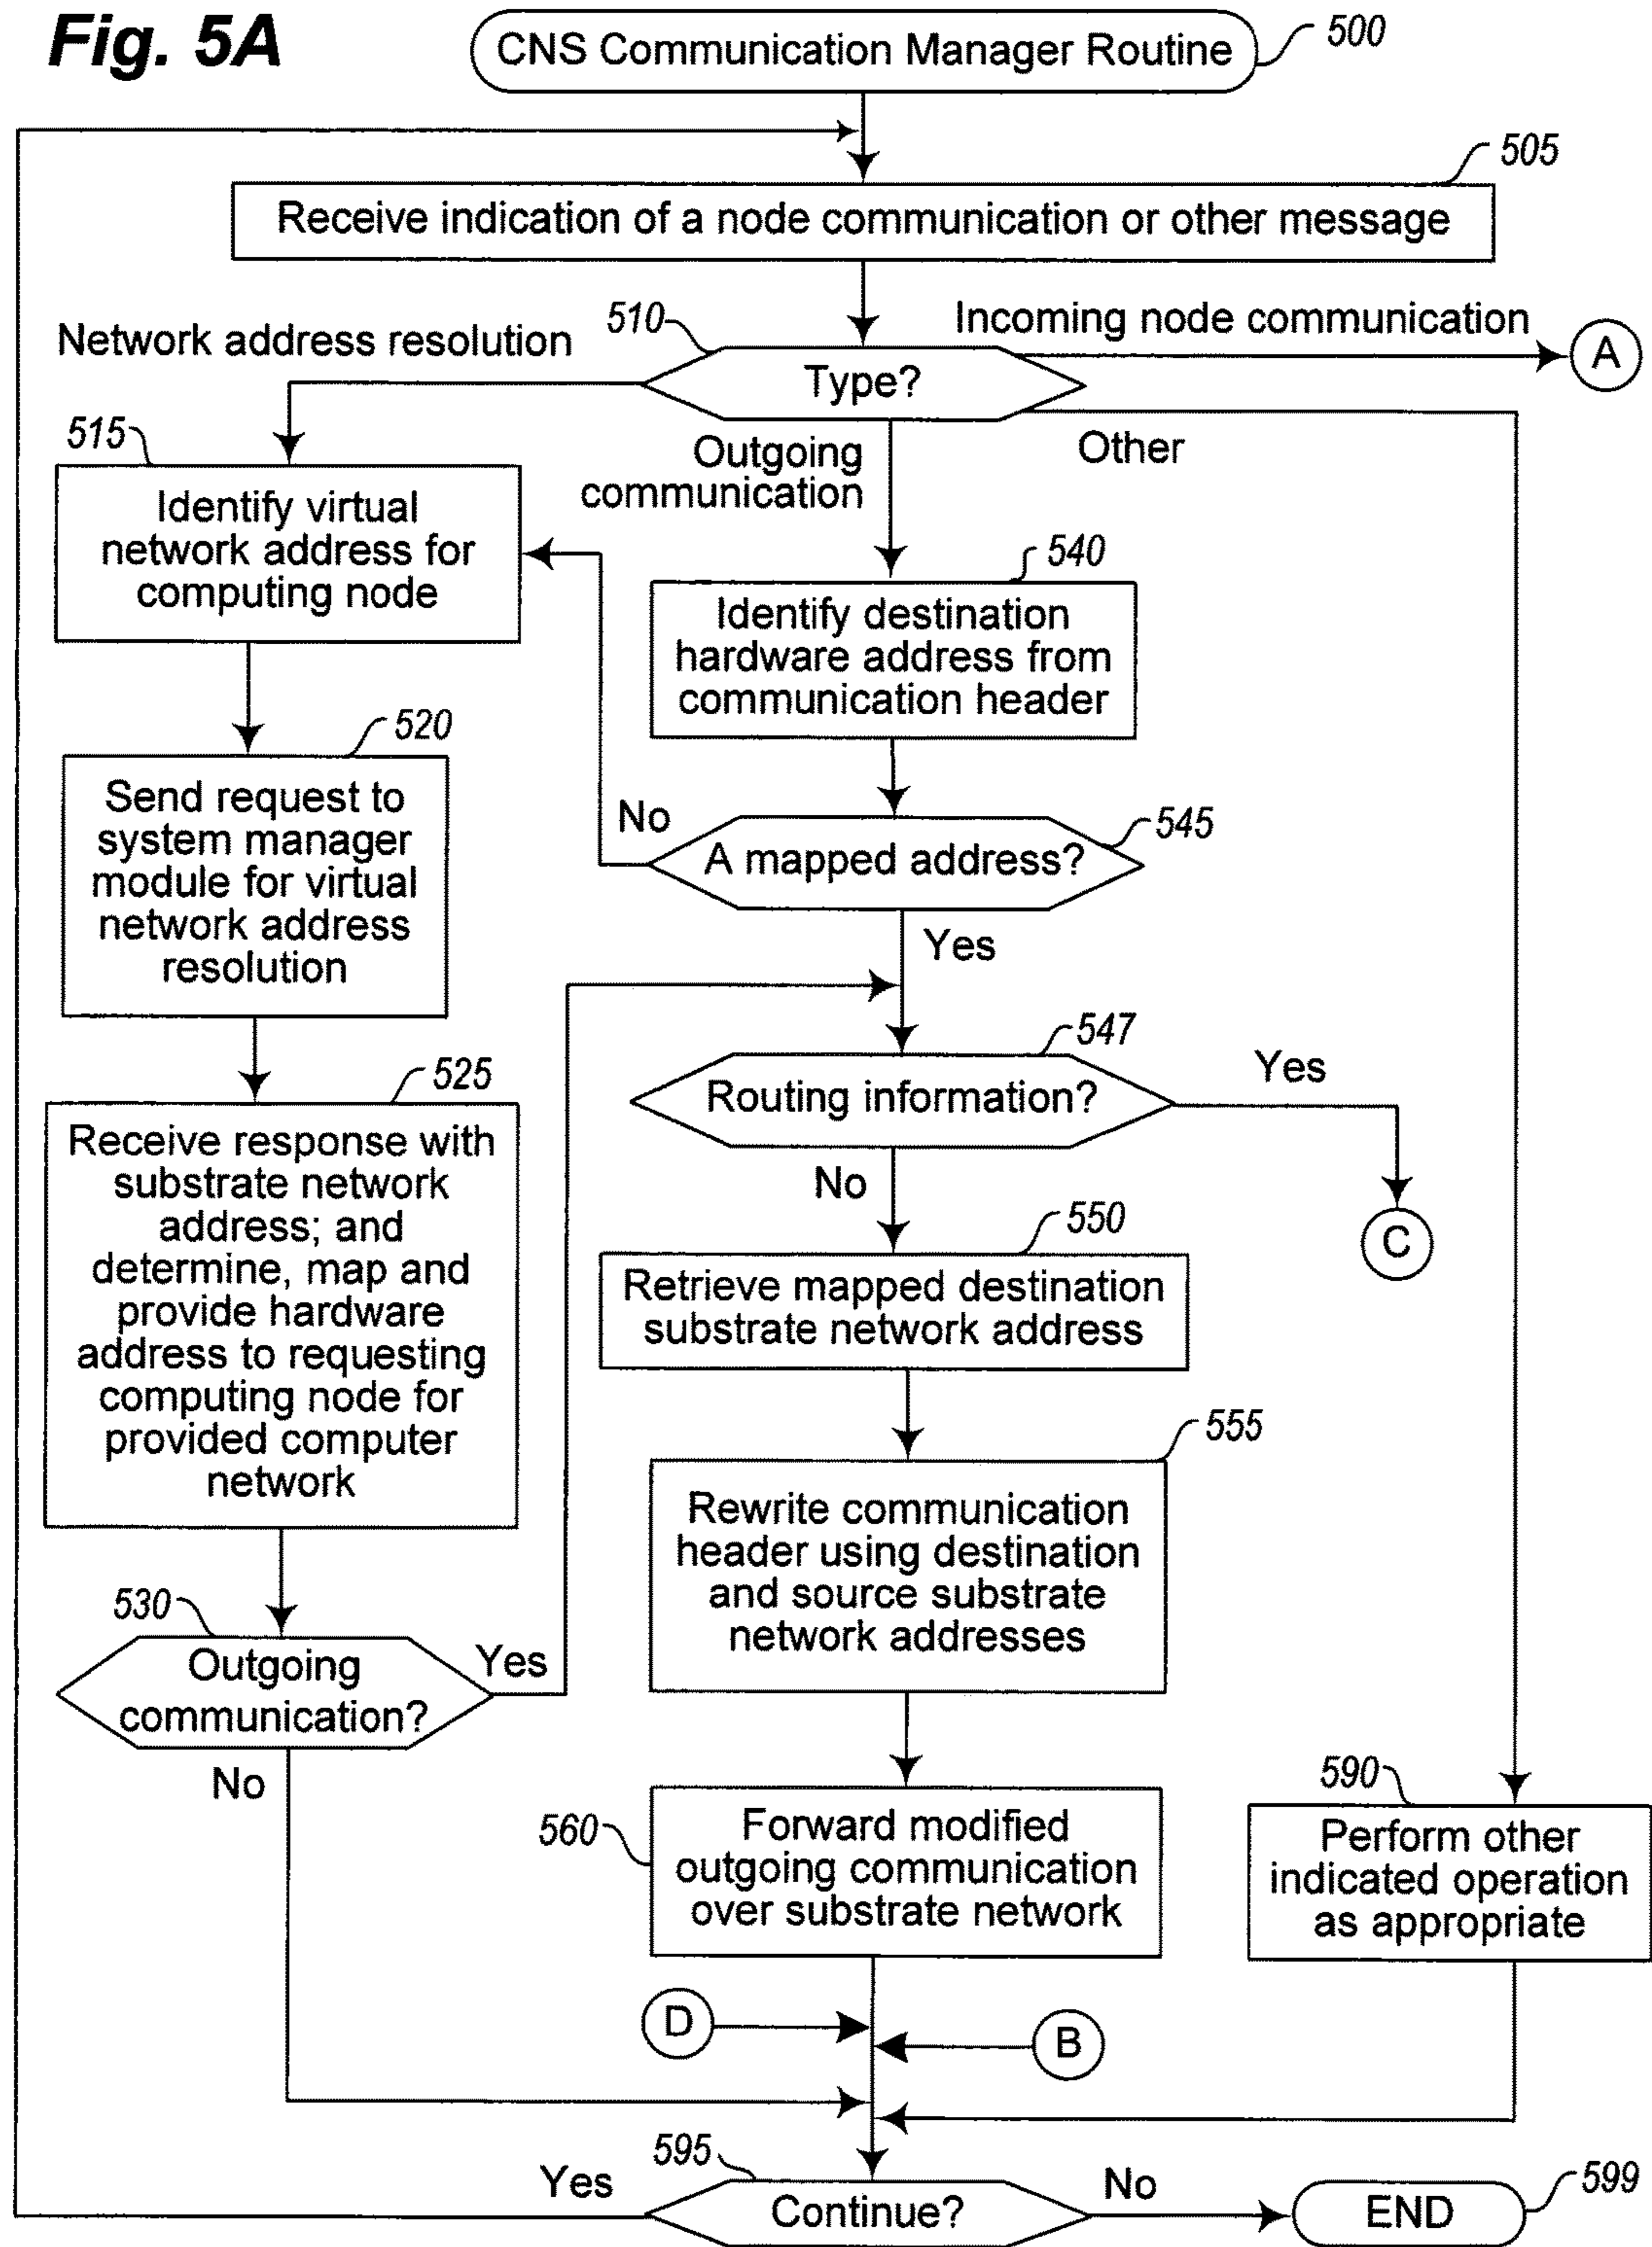 Fig. 5A
CNS Communication Manager Routine
500
505
Receive indication of a node communication or other message
510
Incoming node communication
Network address resolution
A
Type?
515
Outgoing
communication
Other
Identify virtual
network address for
computing node
540
Identify destination
hardware address from
communication header
520
Send request to
system manager
module for virtual
network address
resolution
No
545
A mapped address?
Yes
547
Routing information?
Yes
525
Receive response with
substrate network
address; and
determine, map and
provide hardware
address to requesting
computing node for
provided computer
network
No
C
550
Retrieve mapped destination
substrate network address
555
Rewrite communication
header using destination
and source substrate
network addresses
530
Outgoing
communication?
Yes
No
560
Forward modified
outgoing communication
over substrate network
590
Perform other
indicated operation
as appropriate
D
B
595
Yes
Continue?
No
END
599